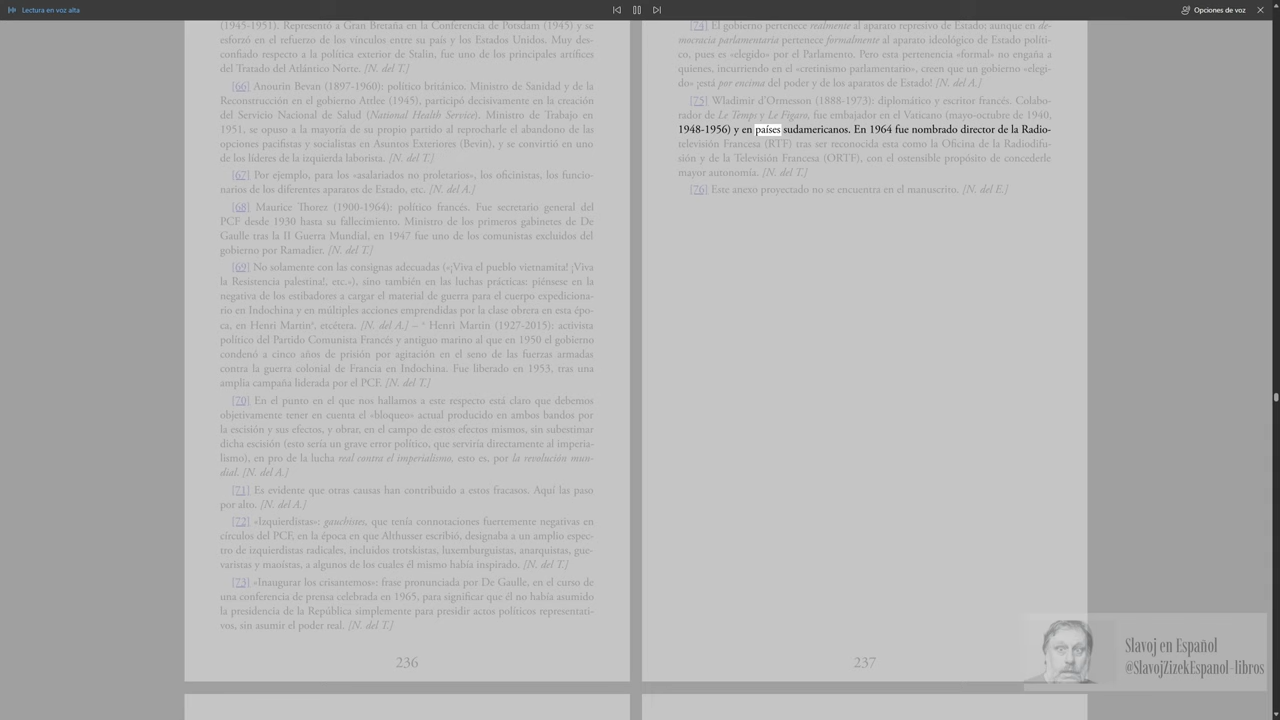 Lectura en voz alta
Opciones de voz
(1945-1951). Representó a Gran Bretaña en la Conferencia de Potsdam (1945) y se
esforzó en el refuerzo de los vínculos entre su país y los Estados Unidos. Muy des-
confiado respecto a la política exterior de Stalin, fue uno de los principales artífices
del Tratado del Atlántico Norte. [N. del T.]
[66] Anourin Bevan (1897-1960): político británico. Ministro de Sanidad y de la
Reconstrucción en el gobierno Attlee (1945), participó decisivamente en la creación
del Servicio Nacional de Salud (National Health Service). Ministro de Trabajo en
1951, se opuso a la mayoría de su propio partido al reprocharle el abandono de las
opciones pacifistas y socialistas en Asuntos Exteriores (Bevin), y se convirtió en uno
de los líderes de la izquierda laborista. [N. del T.]
[67] Por ejemplo, para los «asalariados no proletarios», los oficinistas, los funcio-
narios de los diferentes aparatos de Estado, etc. [N. del A.]
[68] Maurice Thorez (1900-1964): político francés. Fue secretario general del
PCF desde 1930 hasta su fallecimiento. Ministro de los primeros gabinetes de De
Gaulle tras la II Guerra Mundial, en 1947 fue uno de los comunistas excluidos del
gobierno por Ramadier. [N. del T.]
[69] No solamente con las consignas adecuadas («¡Viva el pueblo vietnamita! ¡Viva
la Resistencia palestina!, etc.»), sino también en las luchas prácticas: piénsese en la
negativa de los estibadores a cargar el material de guerra para el cuerpo expediciona-
rio en Indochina y en múltiples acciones emprendidas por la clase obrera en esta épo-
ca, en Henri Martin*, etcétera. [N. del A.] – * Henri Martin (1927-2015): activista
político del Partido Comunista Francés y antiguo marino al que en 1950 el gobierno
condenó a cinco años de prisión por agitación en el seno de las fuerzas armadas
contra la guerra colonial de Francia en Indochina. Fue liberado en 1953, tras una
amplia campaña liderada por el PCF. [N. del T.]
[70] En el punto en el que nos hallamos a este respecto está claro que debemos
objetivamente tener en cuenta el «bloqueo» actual producido en ambos bandos por
la escisión y sus efectos, y obrar, en el campo de estos efectos mismos, sin subestimar
dicha escisión (esto sería un grave error político, que serviría directamente al imperia-
lismo), en pro de la lucha real contra el imperialismo, esto es, por la revolución mun-
dial. [N. del A.]
[71] Es evidente que otras causas han contribuido a estos fracasos. Aquí las paso
por alto. [N. del A.]
[72] «Izquierdistas»: gauchistes, que tenía connotaciones fuertemente negativas en
círculos del PCF, en la época en que Althusser escribió, designaba a un amplio espec-
tro de izquierdistas radicales, incluidos trotskistas, luxemburguistas, anarquistas, gue-
varistas y maoístas, a algunos de los cuales él mismo había inspirado. [N. del T.]
[73] «Inaugurar los crisantemos»: frase pronunciada por De Gaulle, en el curso de
una conferencia de prensa celebrada en 1965, para significar que él no había asumido
la presidencia de la República simplemente para presidir actos políticos representati-
vos, sin asumir el poder real. [N. del T.]
236
[74] El gobierno pertenece realmente al aparato represivo de Estado; aunque en de-
mocracia parlamentaria pertenece formalmente al aparato ideológico de Estado políti-
co, pues es «elegido» por el Parlamento. Pero esta pertenencia «formal» no engaña a
quienes, incurriendo en el «cretinismo parlamentario», creen que un gobierno «elegi-
do» ¡está por encima del poder y de los aparatos de Estado! [N. del A.]
[75] Wladimir d'Ormesson (1888-1973): diplomático y escritor francés. Colabo-
rador de Le Temps y Le Figaro, fue embajador en el Vaticano (mayo-octubre de 1940,
1948-1956) y en países sudamericanos. En 1964 fue nombrado director de la Radio-
televisión Francesa (RTF) tras ser reconocida esta como la Oficina de la Radiodifu-
sión y de la Televisión Francesa (ORTF), con el ostensible propósito de concederle
mayor autonomía. [N. del T.]
[76] Este anexo proyectado no se encuentra en el manuscrito. [N. del E.]
237
Slavoj en Español
@SlavojZizekEspanol-libros